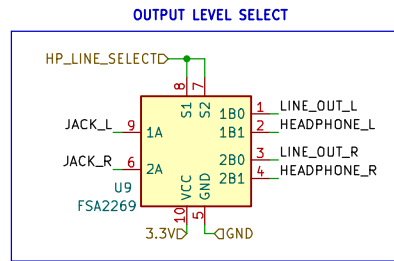 OUTPUT LEVEL SELECT
HP_LINE_SELECT
8 7
S1 S2
1B0 1 LINE_OUT_L
JACK_L 9 1A 1B1 2 HEADPHONE_L
2B0 3 LINE_OUT_R
JACK_R 6 2A 2B1 4 HEADPHONE_R
U9 VCC GND
FSA2269
10 5
3.3V GND